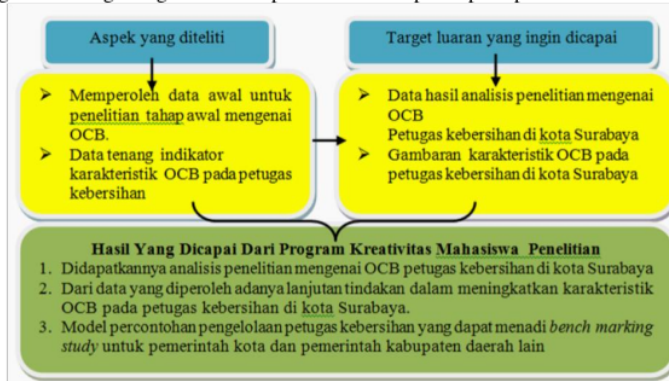 Aspek yang diteliti
Target luaran yang ingin dicapai
➤ Memperoleh data awal untuk
penelitian tahap awal mengenai
OCB.
➤ Data tenang indikator
karakteristik OCB pada petugas
kebersihan
➤ Data hasil analisis penelitian mengenai
OCB
Petugas kebersihan di kota Surabaya
➤ Gambaran karakteristik OCB pada
petugas kebersihan di kota Surabaya
Hasil Yang Dicapai Dari Program Kreativitas Mahasiswa Penelitian
1. Didapatkannya analisis penelitian mengenai OCB petugas kebersihan di kota Surabaya
2. Dari data yang diperoleh adanya lanjutan tindakan dalam meningkatkan karakteristik
OCB pada petugas kebersihan di kota Surabaya.
3. Model percontohan pengelolaan petugas kebersihan yang dapat menadi bench marking
study untuk pemerintah kota dan pemerintah kabupaten daerah lain